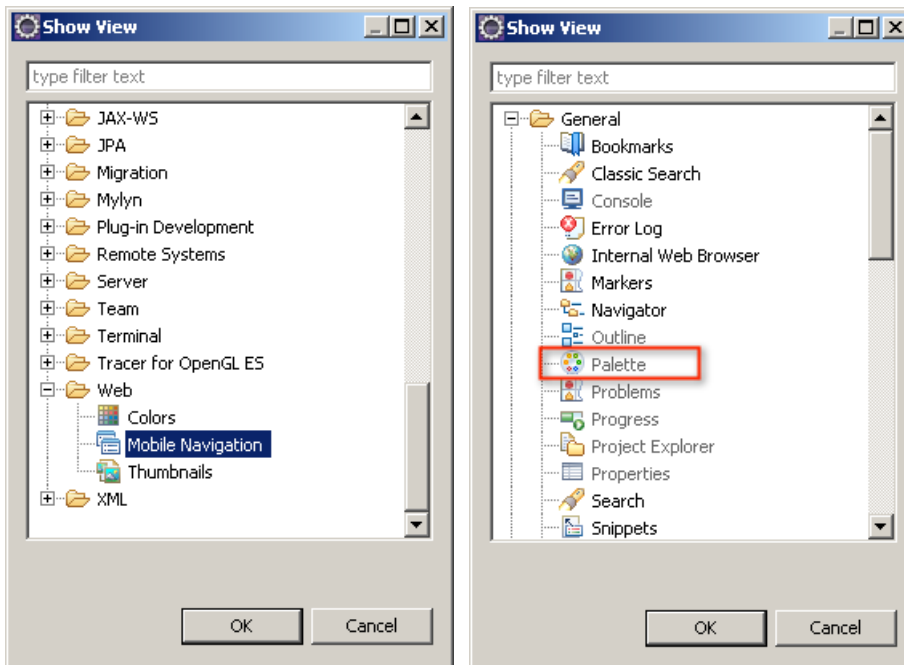 Show View
type filter text
JAX-WS
JPA
Migration
Mylyn
Plug-in Development
Remote Systems
Server
Team
Terminal
Tracer for OpenGL ES
Web
Colors
Mobile Navigation
Thumbnails
XML
OK
Cancel
Show View
type filter text
General
Bookmarks
Classic Search
Console
Error Log
Internal Web Browser
Markers
Navigator
Outline
Palette
Problems
Progress
Project Explorer
Properties
Search
Snippets
OK
Cancel